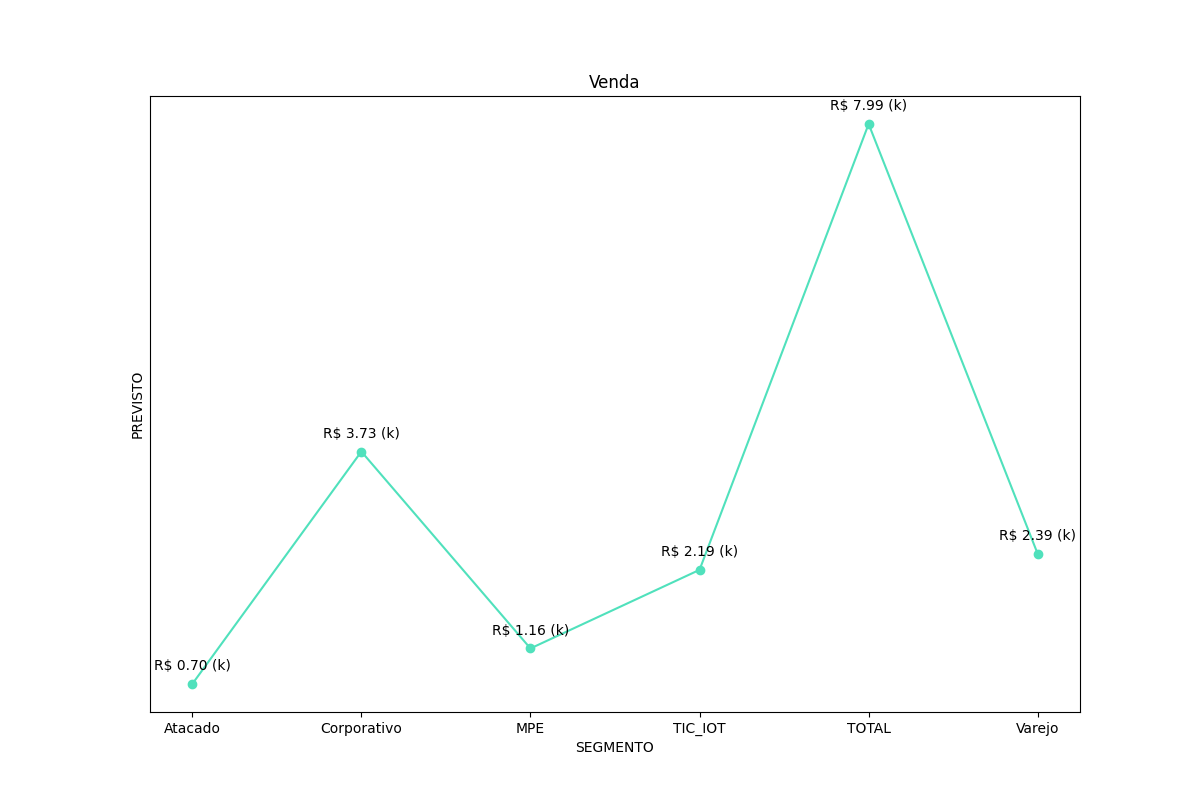 Venda
R$ 7.99 (k)
R$ 3.73 (k)
R$ 2.39 (k)
R$ 2.19 (k)
R$ 1.16 (k)
R$ 0.70 (k)
PREVISTO
Atacado Corporativo MPE TIC_IOT TOTAL Varejo
SEGMENTO